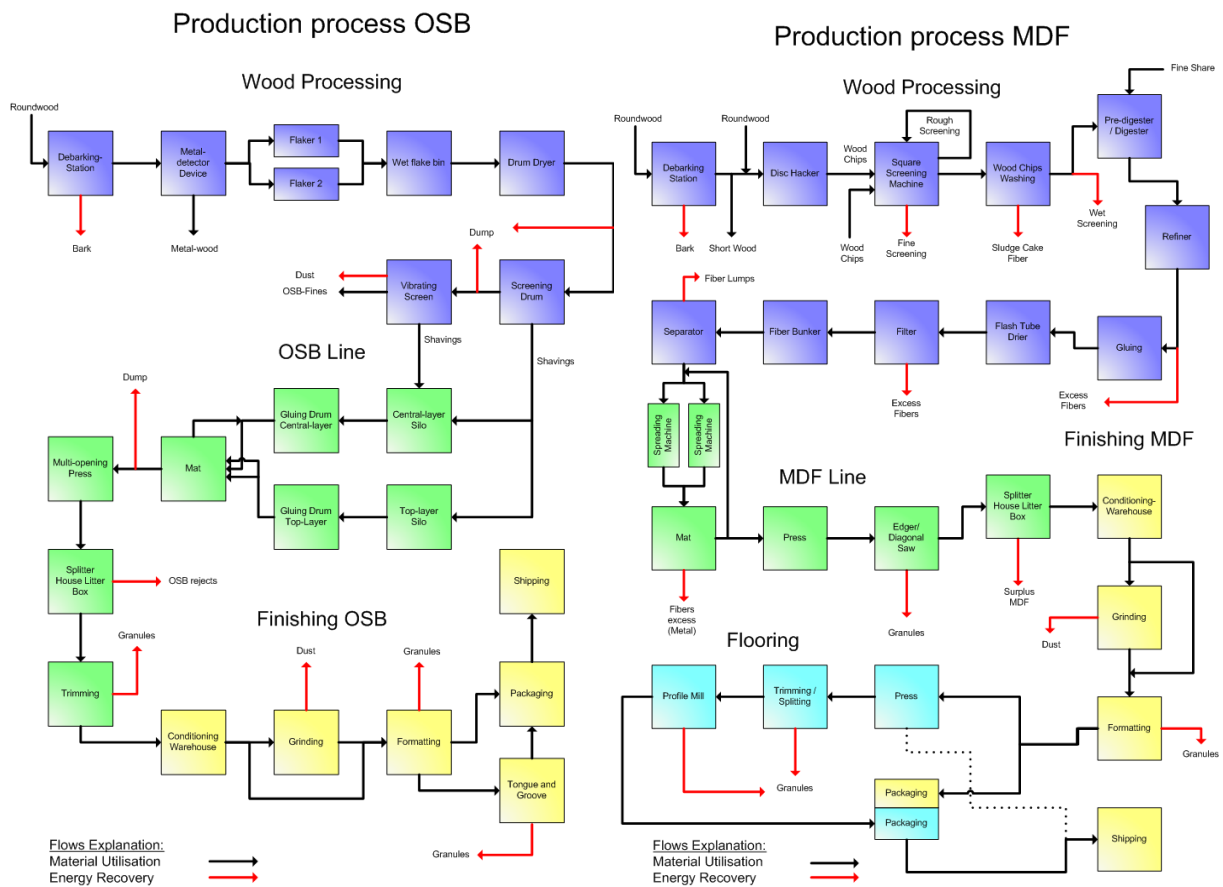 Production process OSB
Wood Processing
Roundwood
Debarking-
Station
Metal-
detector
Device
Flaker 1
Flaker 2
Wet flake bin
Drum Dryer
Bark
Metal-wood
Dump
Dust
OSB-Fines
Vibrating
Screen
Screening
Drum
Shavings
Shavings
OSB Line
Dump
Gluing Drum
Central-layer
Central-layer
Silo
Multi-opening
Press
Mat
Gluing Drum
Top-Layer
Top-layer
Silo
Splitter
House Litter
Box
OSB rejects
Shipping
Finishing OSB
Granules
Dust
Granules
Trimming
Packaging
Conditioning
Warehouse
Grinding
Formatting
Tongue and
Groove
Granules
Flows Explanation:
Material Utilisation
Energy Recovery
Production process MDF
Wood Processing
Fine Share
Roundwood
Roundwood
Rough
Screening
Pre-digester
/ Digester
Debarking
Station
Disc Hacker
Wood
Chips
Square
Screening
Machine
Wood Chips
Washing
Wet
Screening
Bark
Short Wood
Wood
Chips
Fine
Screening
Sludge Cake
Fiber
Refiner
Fiber Lumps
Separator
Fiber Bunker
Filter
Flash Tube
Drier
Gluing
Excess
Fibers
Excess
Fibers
Spreading
Machine
Spreading
Machine
Finishing MDF
MDF Line
Mat
Press
Edger/
Diagonal
Saw
Splitter
House Litter
Box
Conditioning-
Warehouse
Fibers
excess
(Metal)
Granules
Surplus
MDF
Grinding
Dust
Flooring
Profile Mill
Trimming /
Splitting
Press
Formatting
Granules
Granules
Packaging
Packaging
Shipping
Flows Explanation:
Material Utilisation
Energy Recovery